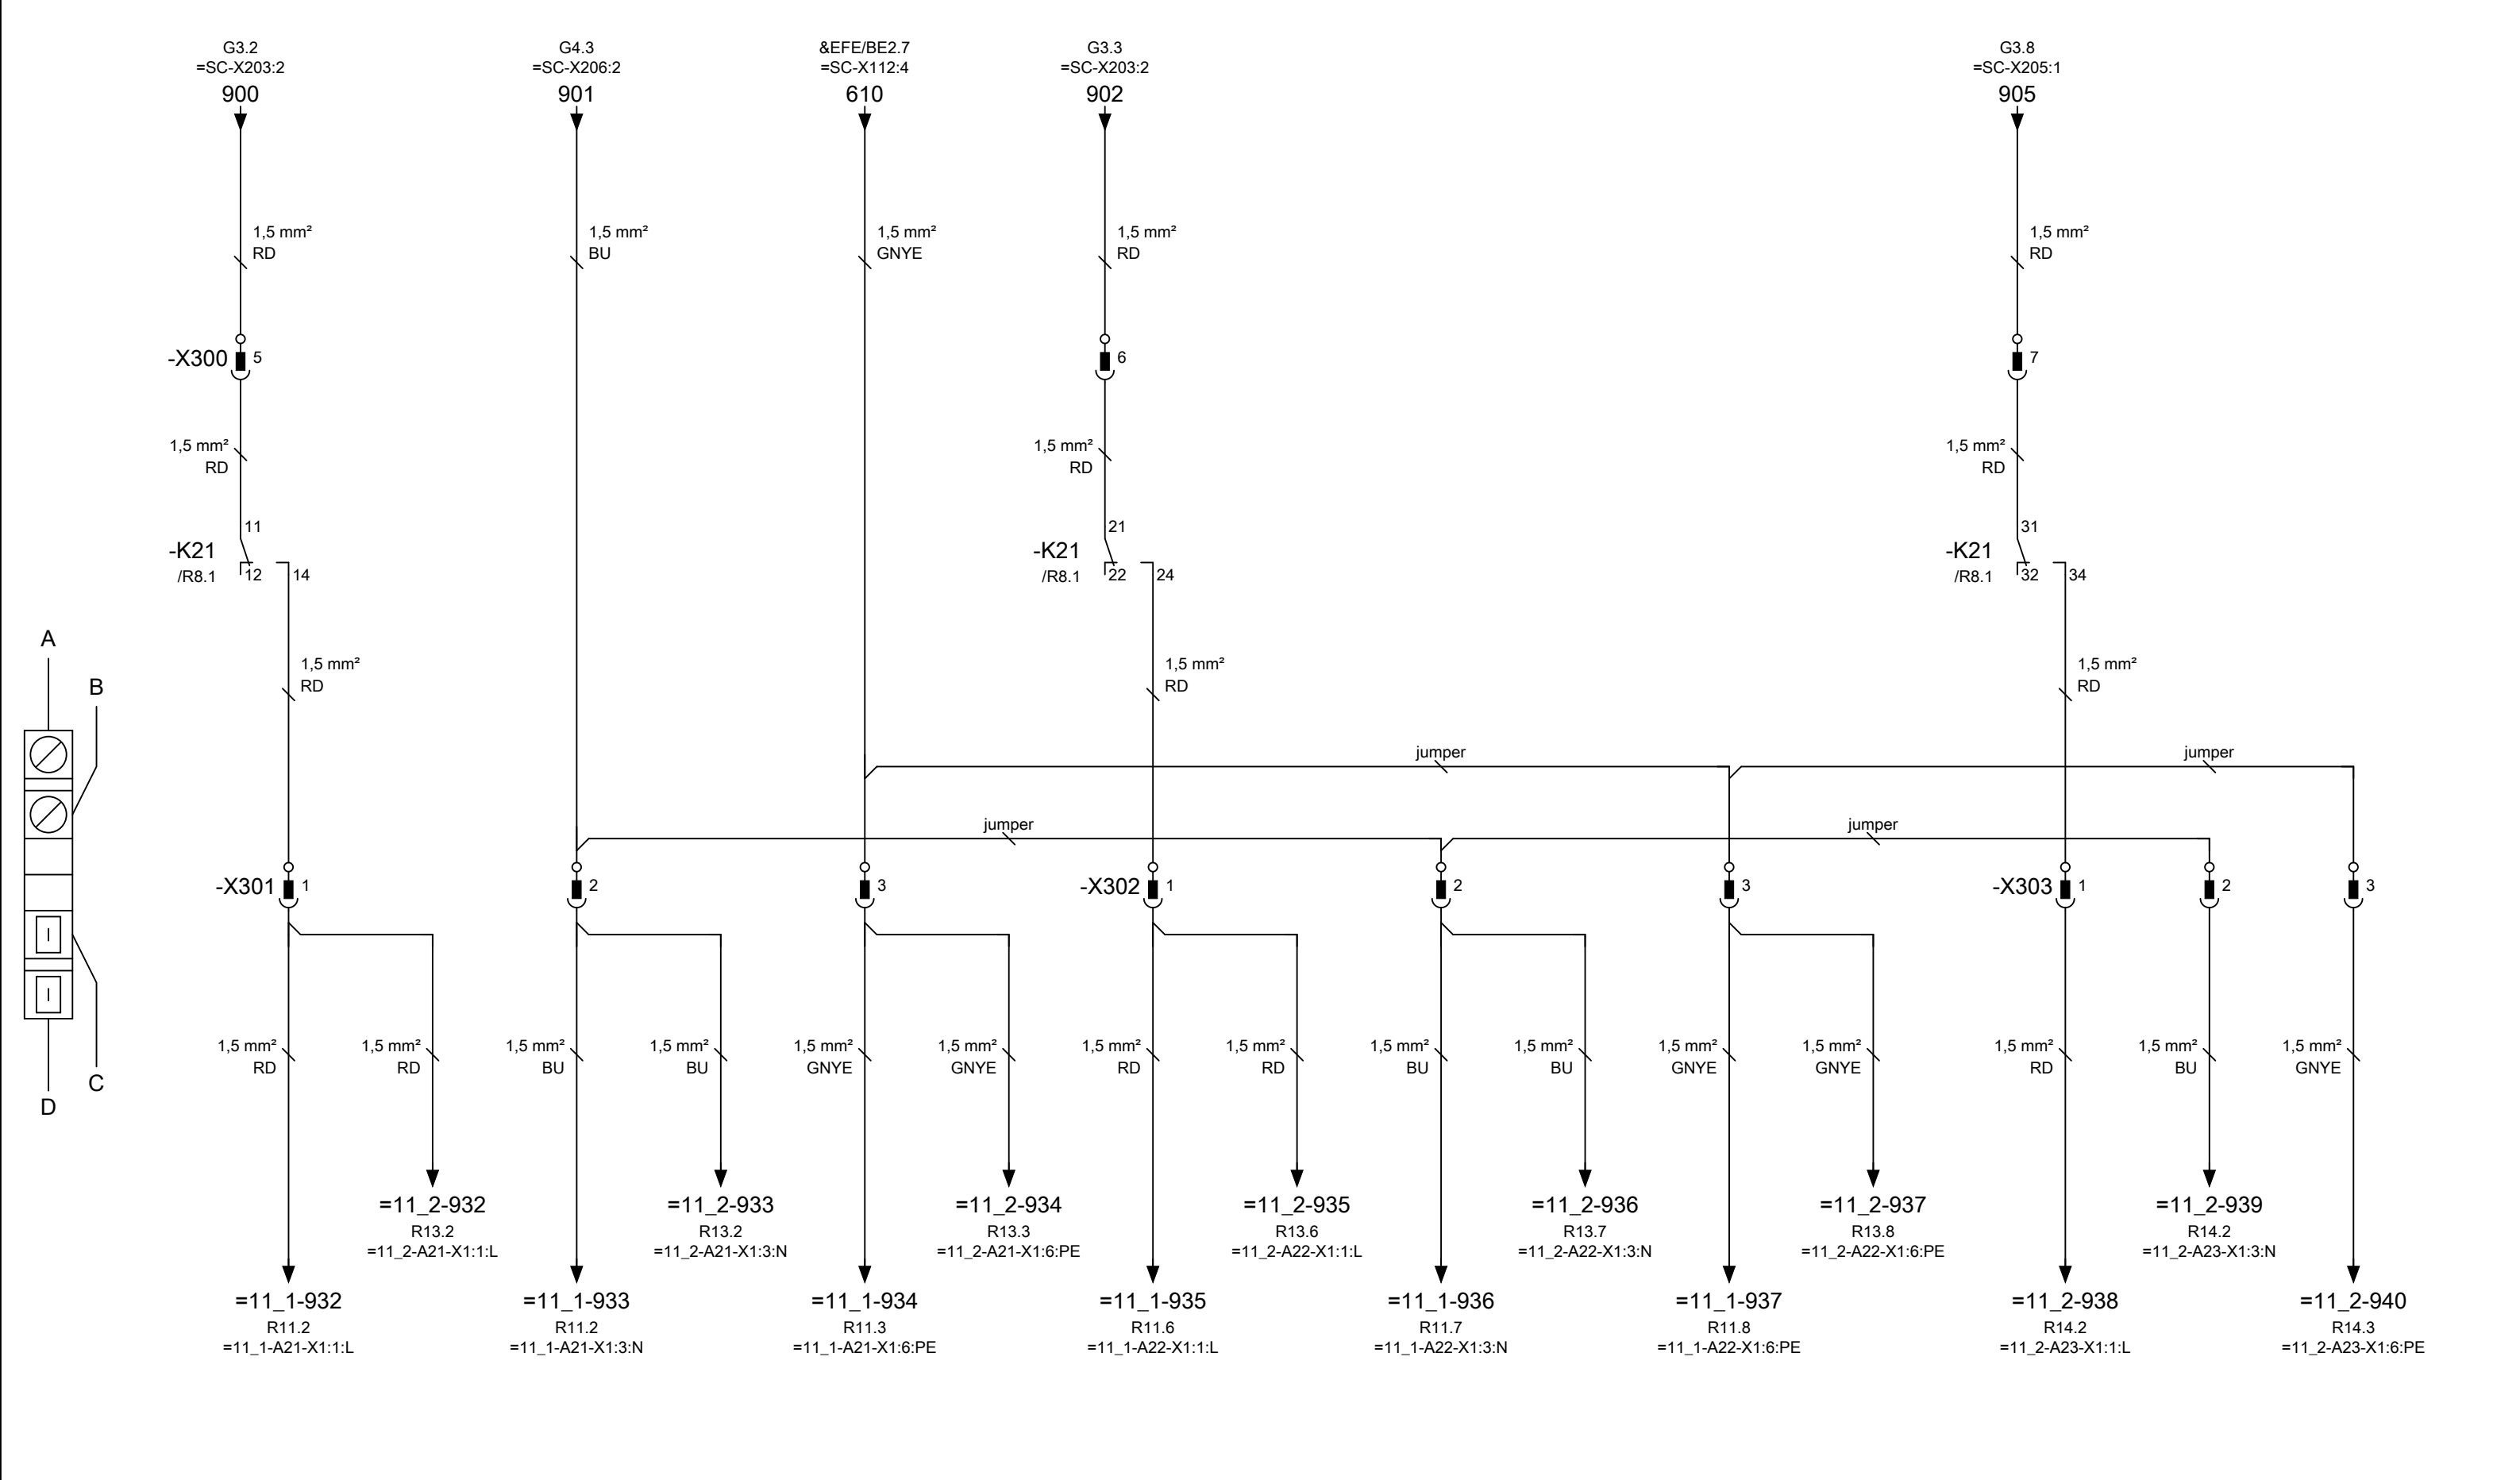 G3.2 G4.3 &EFE/BE2.7 G3.3 G3.8
=SC-X203:2 =SC-X206:2 =SC-X112:4 =SC-X203:2 =SC-X205:1
900 901 610 902 905
1,5 mm² 1,5 mm² 1,5 mm² 1,5 mm² 1,5 mm²
RD BU GNYE RD RD
-X300 5 6 7
1,5 mm² 1,5 mm² 1,5 mm²
RD RD RD
11 21 31
-K21 -K21 -K21
/R8.1 12 14 /R8.1 22 24 /R8.1 32 34
A
1,5 mm² 1,5 mm² 1,5 mm²
RD RD RD
B
jumper jumper
jumper jumper
-X301 1 2 3 -X302 1 2 3 -X303 1 2 3
1,5 mm² 1,5 mm² 1,5 mm² 1,5 mm² 1,5 mm² 1,5 mm² 1,5 mm² 1,5 mm² 1,5 mm² 1,5 mm² 1,5 mm² 1,5 mm² 1,5 mm² 1,5 mm² 1,5 mm²
RD RD BU BU GNYE GNYE RD RD BU BU GNYE GNYE RD BU GNYE
C
D
=11_2-932 =11_2-933 =11_2-934 =11_2-935 =11_2-936 =11_2-937 =11_2-939
R13.2 R13.2 R13.3 R13.6 R13.7 R13.8 R14.2
=11_2-A21-X1:1:L =11_2-A21-X1:3:N =11_2-A21-X1:6:PE =11_2-A22-X1:1:L =11_2-A22-X1:3:N =11_2-A22-X1:6:PE =11_2-A23-X1:3:N
=11_1-932 =11_1-933 =11_1-934 =11_1-935 =11_1-936 =11_1-937 =11_2-938 =11_2-940
R11.2 R11.2 R11.3 R11.6 R11.7 R11.8 R14.2 R14.3
=11_1-A21-X1:1:L =11_1-A21-X1:3:N =11_1-A21-X1:6:PE =11_1-A22-X1:1:L =11_1-A22-X1:3:N =11_1-A22-X1:6:PE =11_2-A23-X1:1:L =11_2-A23-X1:6:PE